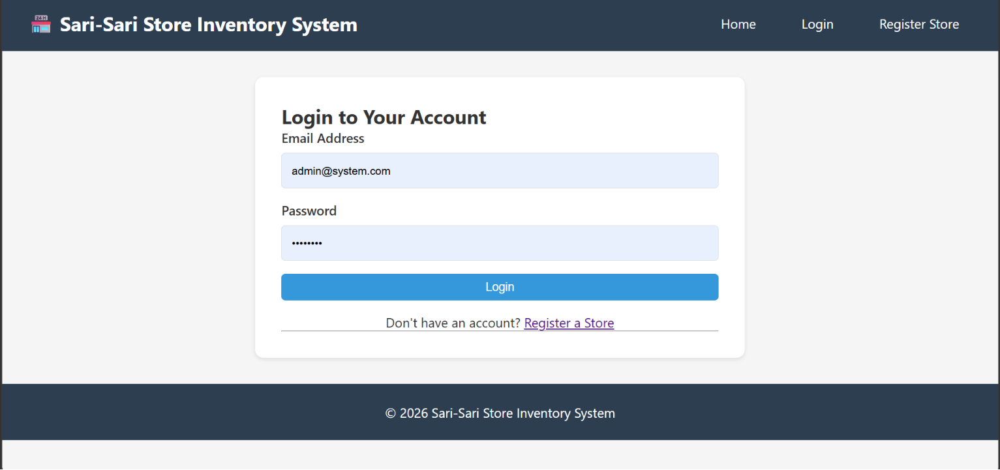 24 H
Sari-Sari Store Inventory System
Home
Login
Register Store
Login to Your Account
Email Address
admin@system.com
Password
••••••••
Login
Don't have an account? Register a Store
© 2026 Sari-Sari Store Inventory System